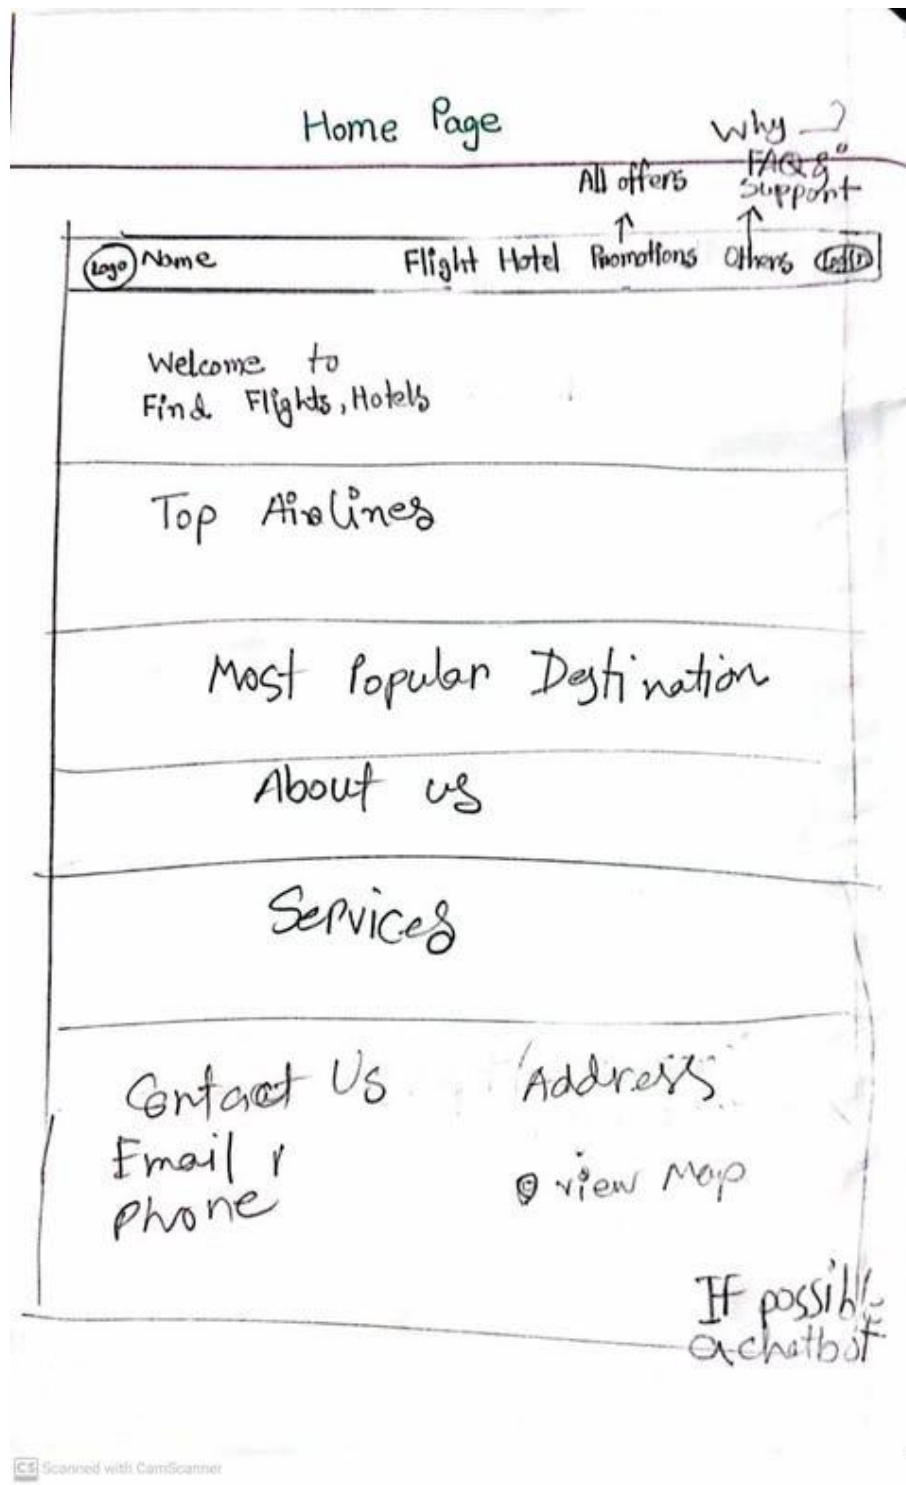 Home Page
Why _?
FAQ &
Support
All offers
Logo Name Flight Hotel Promotions Others
Welcome to
Find Flights, Hotels
Top Airlines
Most Popular Destination
About us
Services
Contact Us Address
Email
Phone
view Map
If possible
a chatbot
CS Scanned with CamScanner